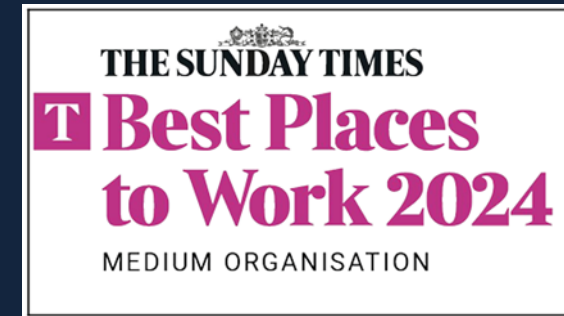 THE SUNDAY TIMES
T Best Places
to Work 2024
MEDIUM ORGANISATION